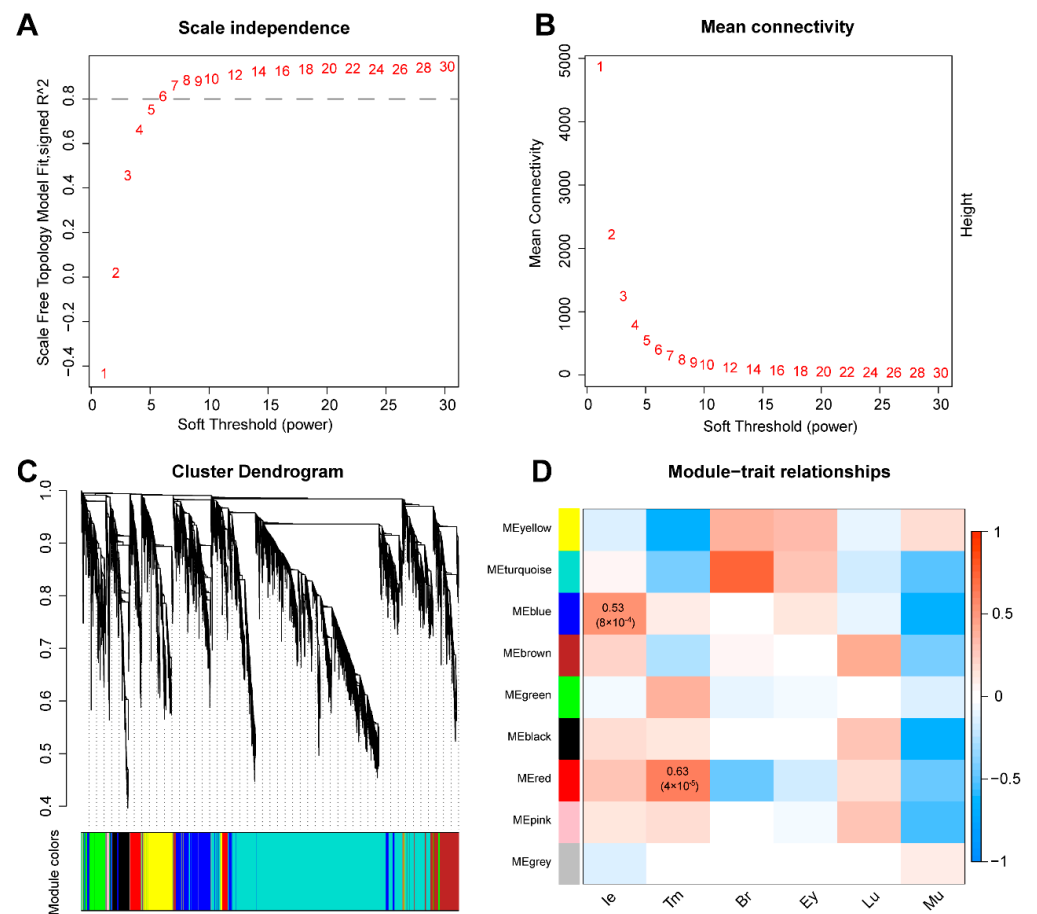 A
Scale independence
Scale Free Topology Model Fit,signed R^2
0.8
0.6
0.4
0.2
0.0
−0.2
−0.4
1
2
3
4
5
6
7
8
9
10
12
14
16
18
20
22
24
26
28
30
0
5
10
15
20
25
30
Soft Threshold (power)
B
Mean connectivity
Mean Connectivity
5000
4000
3000
2000
1000
0
1
2
3
4
5
6
7
8
9
10
12
14
16
18
20
22
24
26
28
30
0
5
10
15
20
25
30
Soft Threshold (power)
Height
C
Cluster Dendrogram
1.0
0.9
0.8
0.7
0.6
0.5
0.4
Module colors
D
Module−trait relationships
MEyellow
MEturquoise
MEblue
MEbrown
MEgreen
MEblack
MEred
MEpink
MEgrey
0.53
(8×10⁻⁴)
0.63
(4×10⁻⁵)
Ie
Tm
Br
Ey
Lu
Mu
1
0.5
0
−0.5
−1